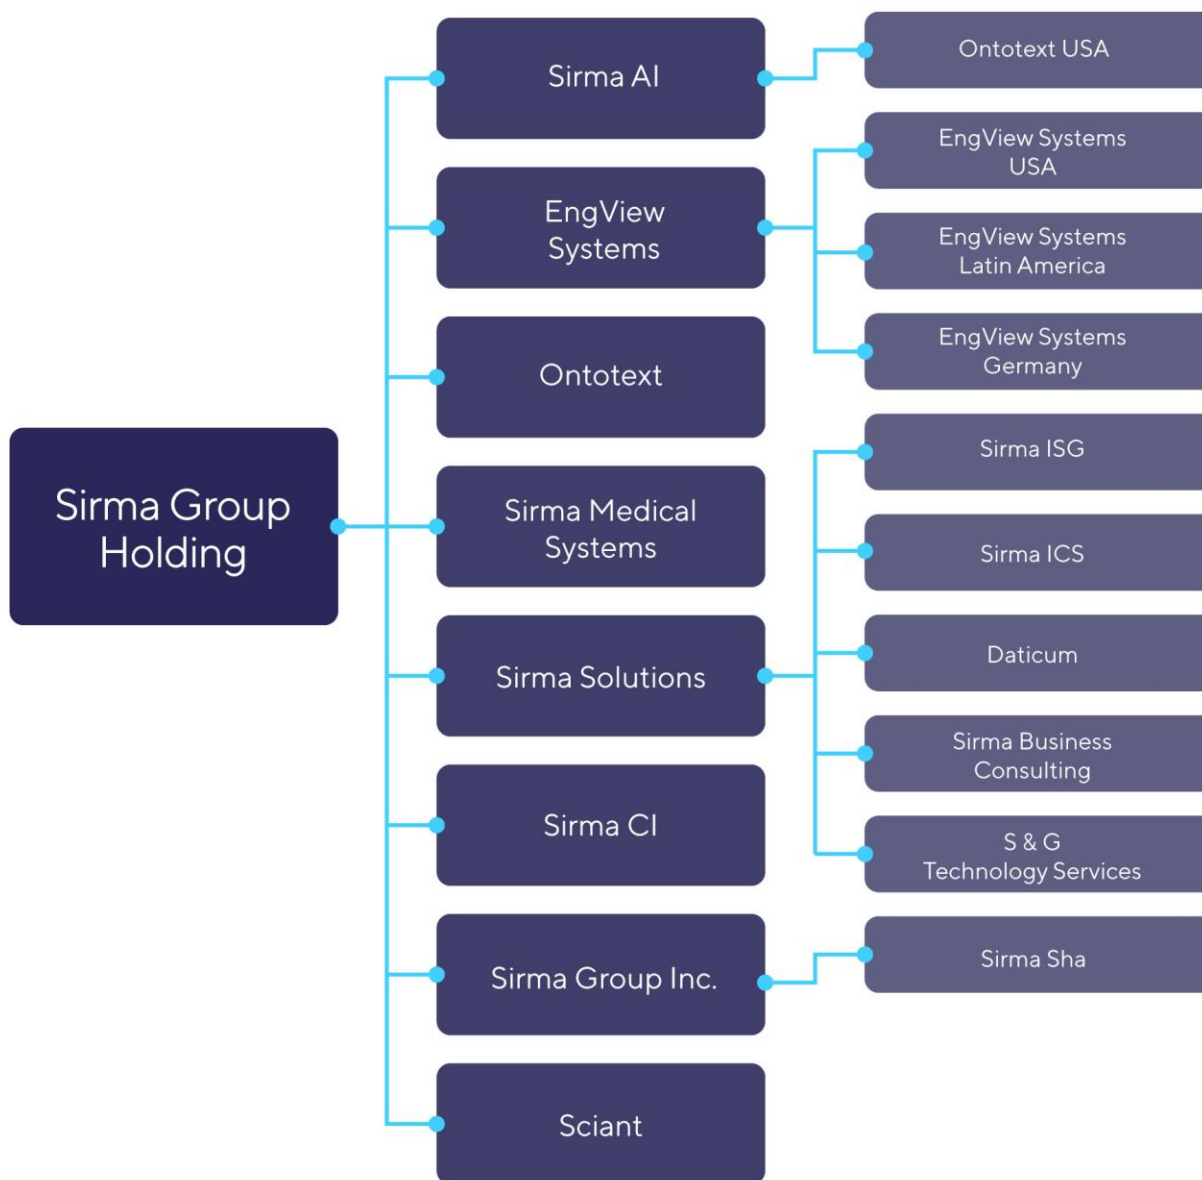 Sirma Group
Holding
Sirma AI
EngView
Systems
Ontotext
Sirma Medical
Systems
Sirma Solutions
Sirma CI
Sirma Group Inc.
Sciant
Ontotext USA
EngView Systems
USA
EngView Systems
Latin America
EngView Systems
Germany
Sirma ISG
Sirma ICS
Daticum
Sirma Business
Consulting
S & G
Technology Services
Sirma Sha